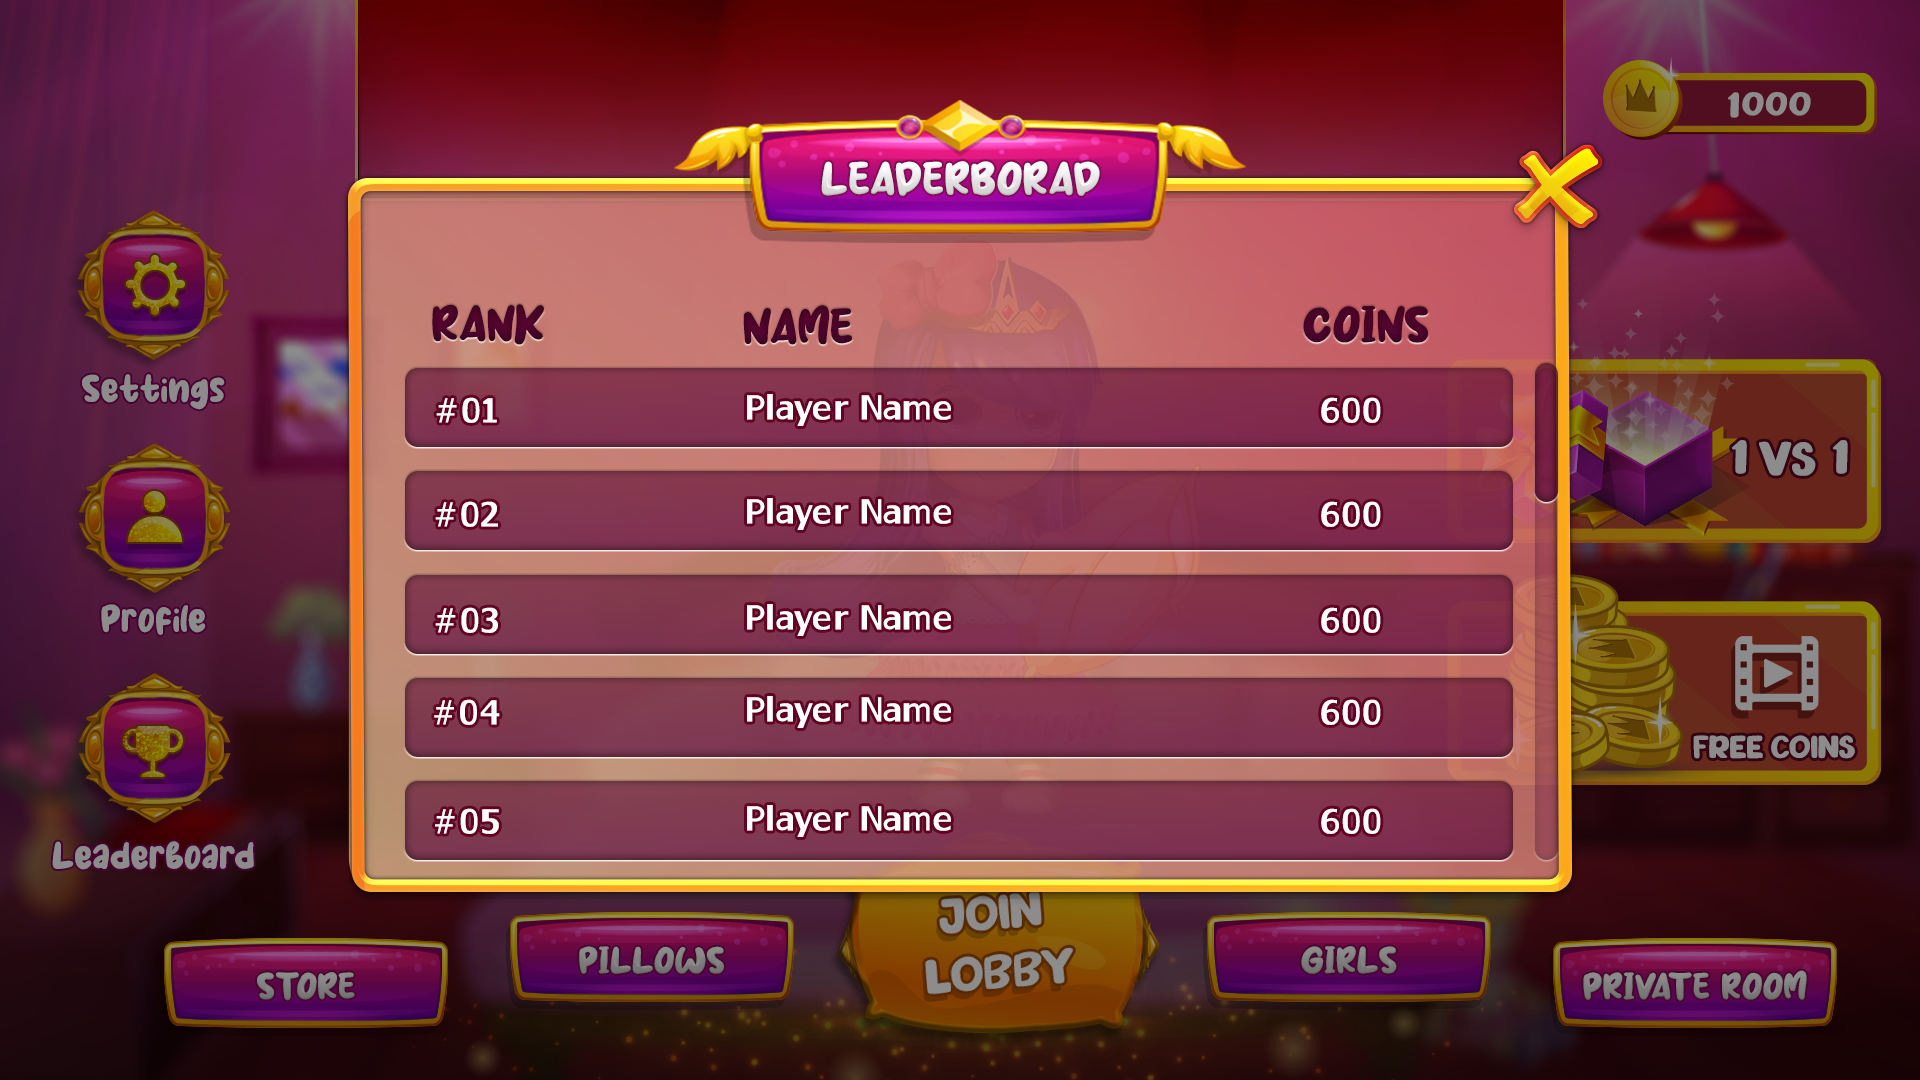 1000
LEADERBORAD
RANK NAME COINS
#01 Player Name 600
#02 Player Name 600
#03 Player Name 600
#04 Player Name 600
#05 Player Name 600
Settings
Profile
LeaderBoard
1 VS 1
FREE COINS
STORE
PILLOWS
JOIN
LOBBY
GIRLS
PRIVATE ROOM